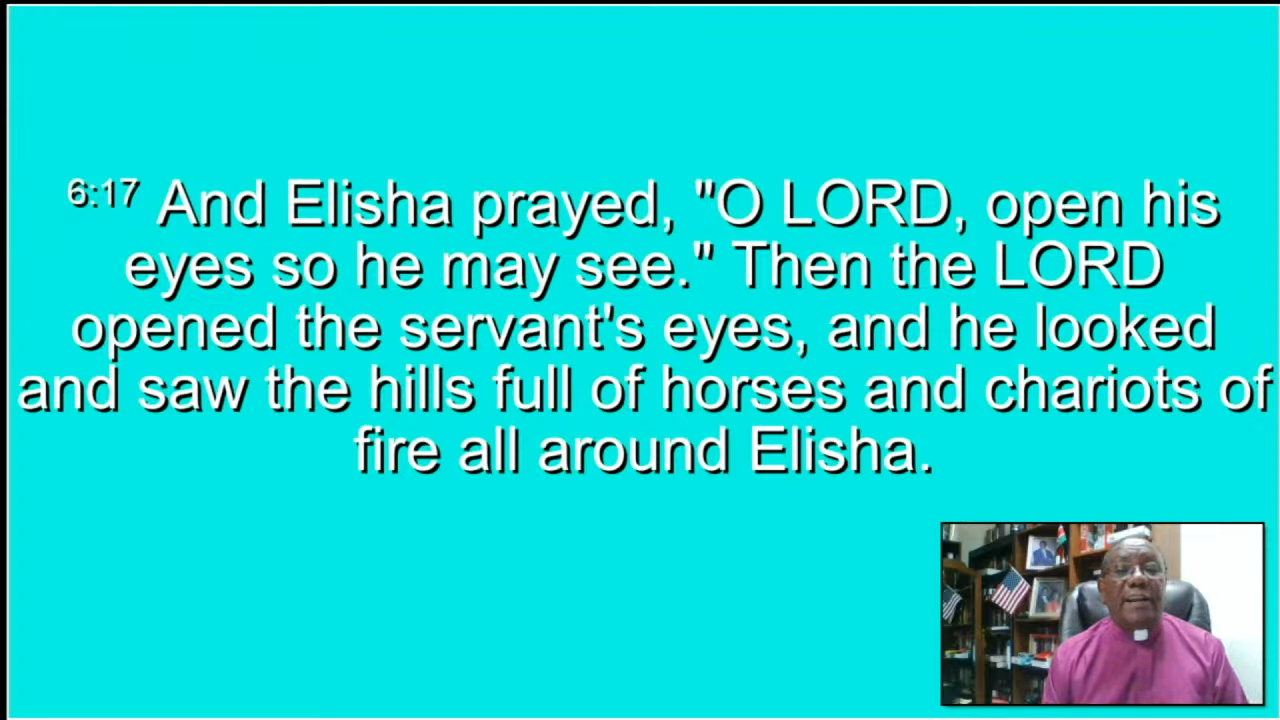 6:17 And Elisha prayed, "O LORD, open his
eyes so he may see." Then the LORD
opened the servant's eyes, and he looked
and saw the hills full of horses and chariots of
fire all around Elisha.